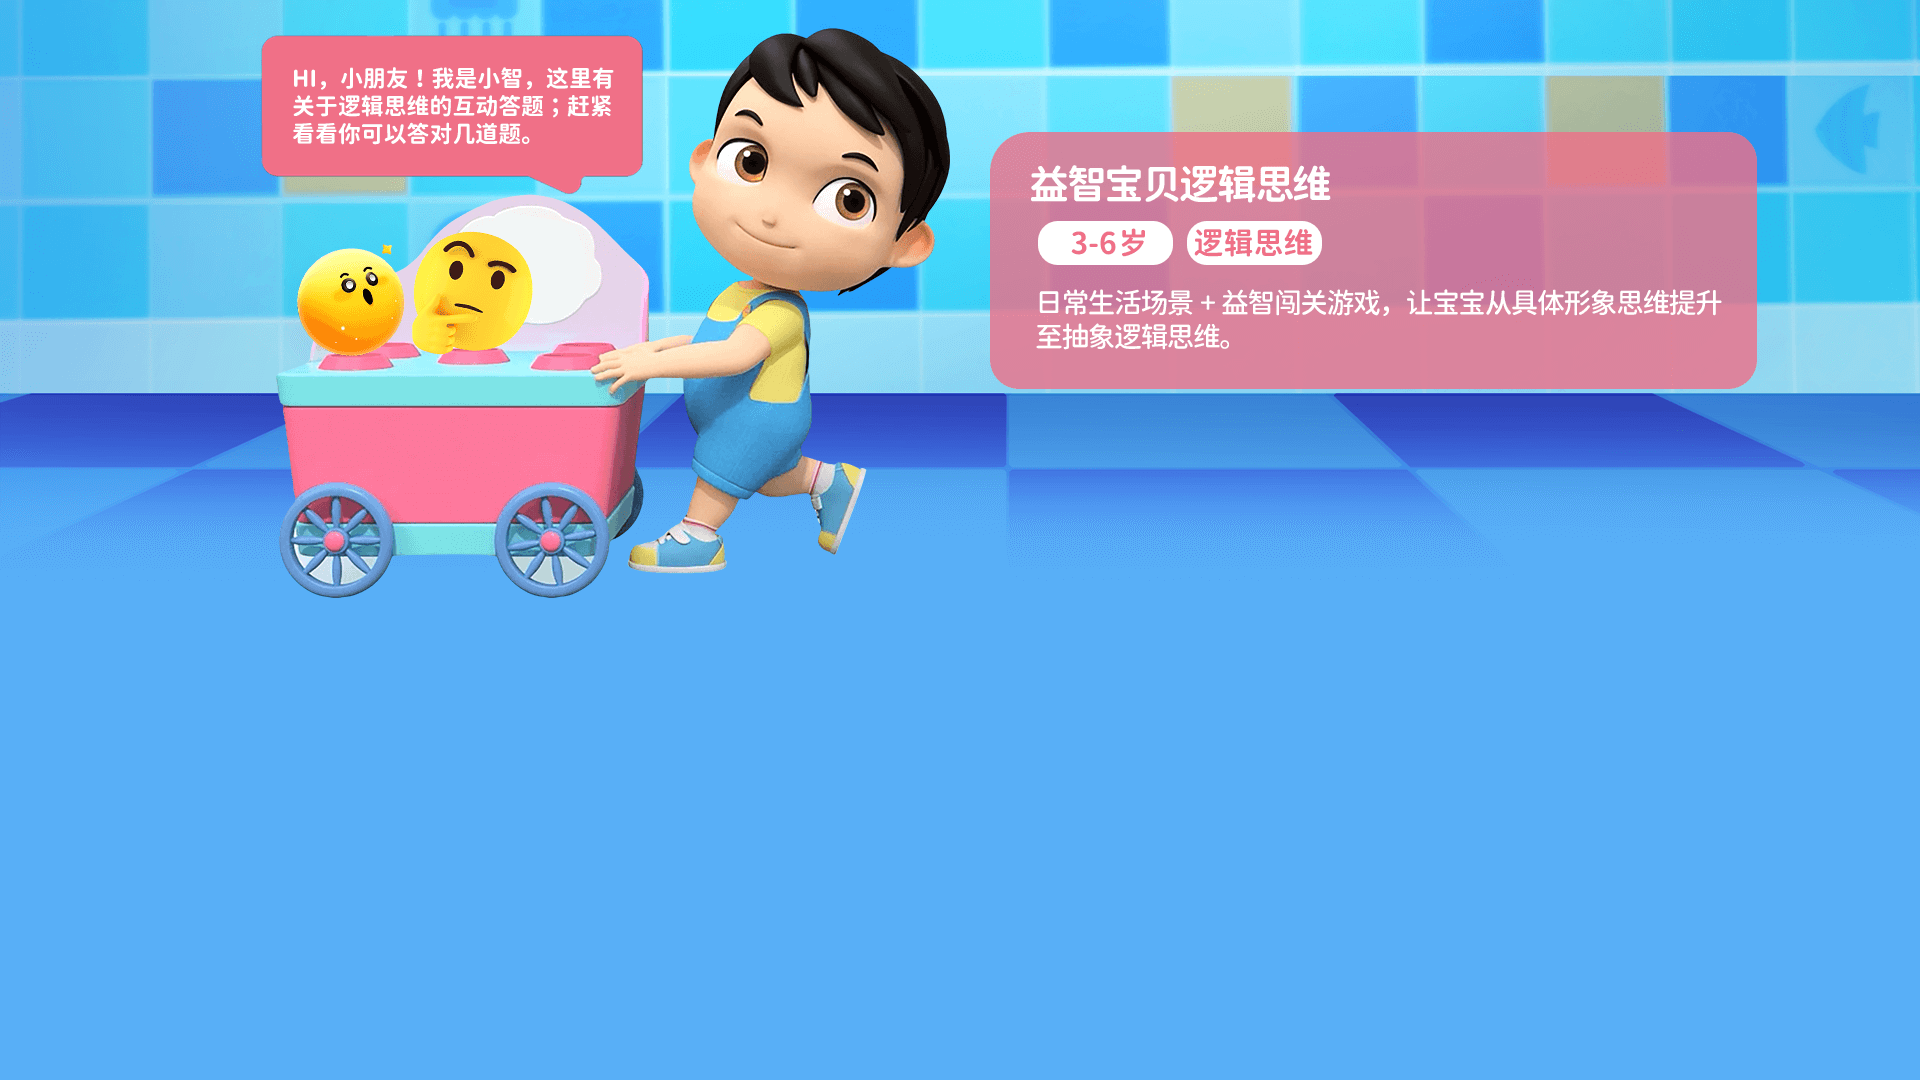 HI，小朋友！我是小智，这里有
关于逻辑思维的互动答题；赶紧
看看你可以答对几道题。
益智宝贝逻辑思维
3-6岁
逻辑思维
日常生活场景 + 益智闯关游戏，让宝宝从具体形象思维提升
至抽象逻辑思维。